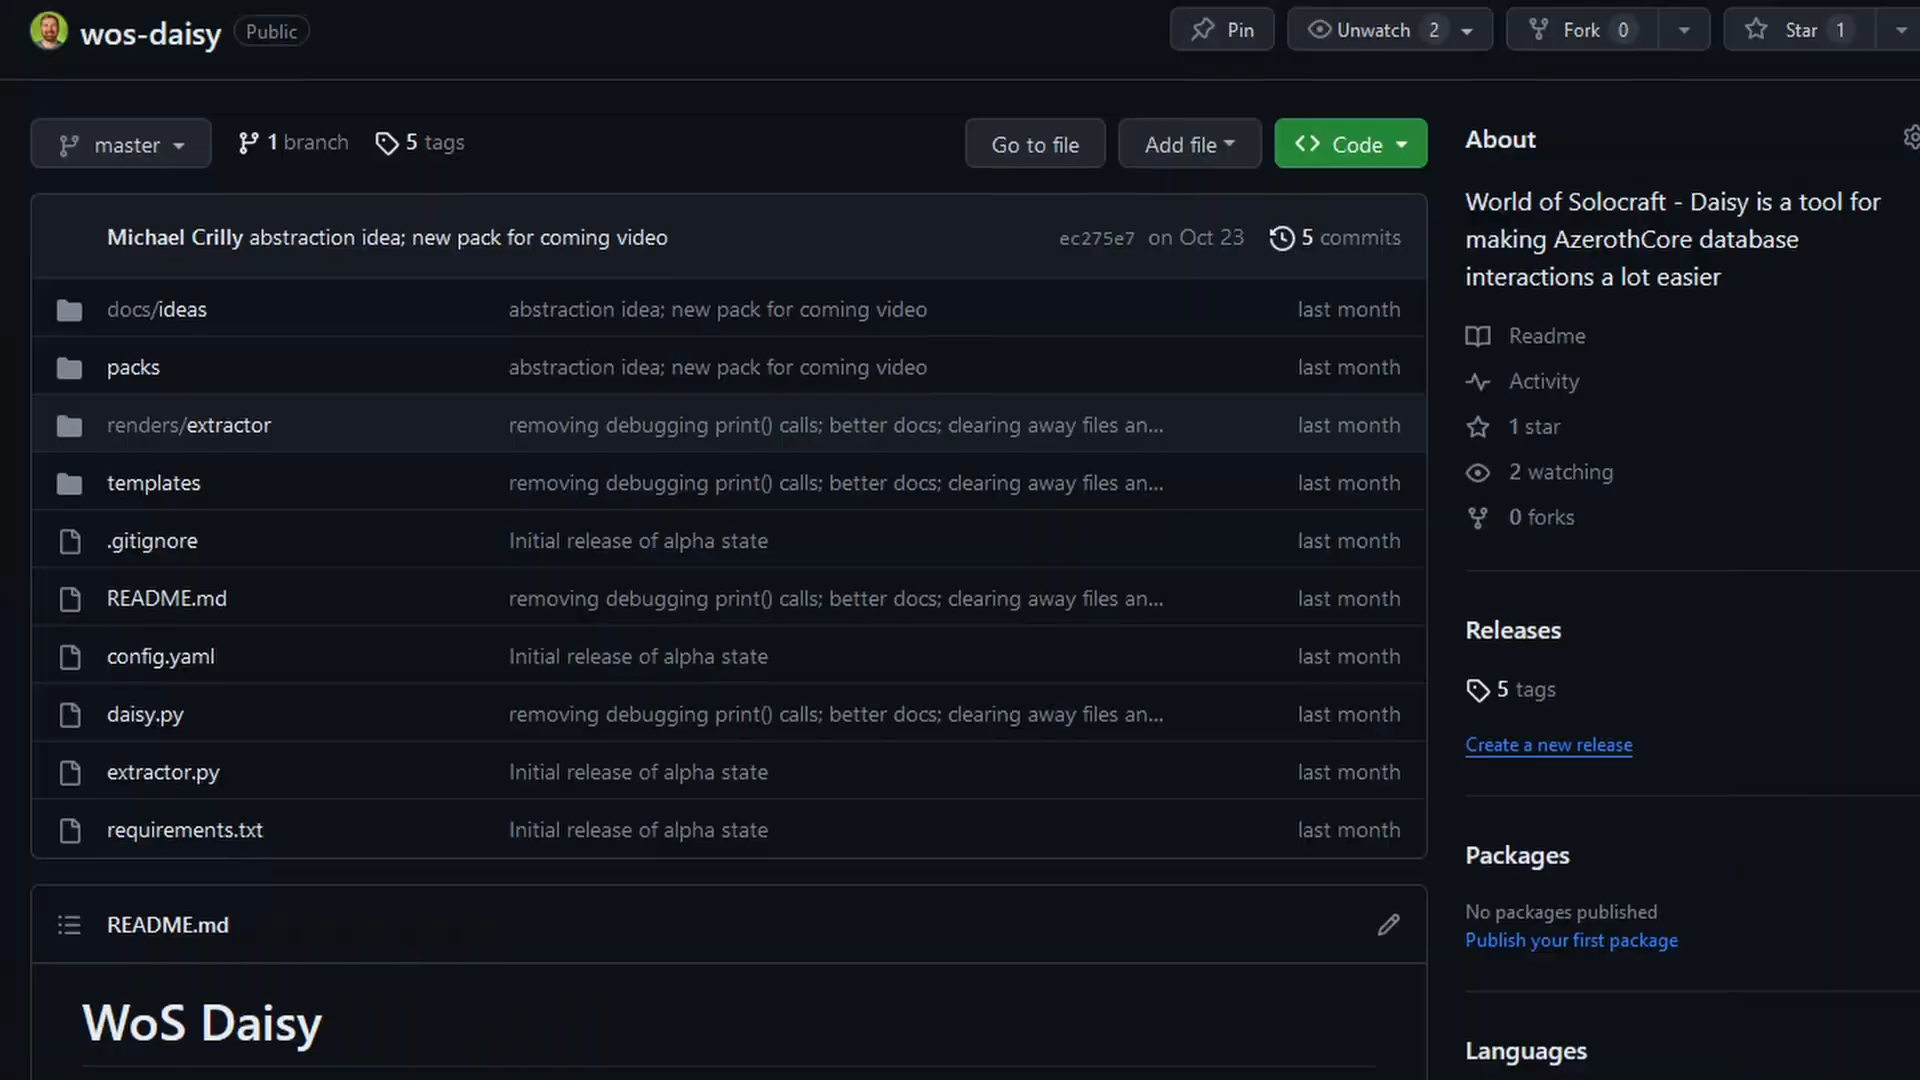 wos-daisy Public Pin Unwatch 2 Fork 0 Star 1
master 1 branch 5 tags Go to file Add file Code
Michael Crilly abstraction idea; new pack for coming video ec275e7 on Oct 23 5 commits
docs/ideas abstraction idea; new pack for coming video last month
packs abstraction idea; new pack for coming video last month
renders/extractor removing debugging print() calls; better docs; clearing away files an... last month
templates removing debugging print() calls; better docs; clearing away files an... last month
.gitignore Initial release of alpha state last month
README.md removing debugging print() calls; better docs; clearing away files an... last month
config.yaml Initial release of alpha state last month
daisy.py removing debugging print() calls; better docs; clearing away files an... last month
extractor.py Initial release of alpha state last month
requirements.txt Initial release of alpha state last month
README.md
WoS Daisy
About
World of Solocraft - Daisy is a tool for
making AzerothCore database
interactions a lot easier
Readme
Activity
1 star
2 watching
0 forks
Releases
5 tags
Create a new release
Packages
No packages published
Publish your first package
Languages